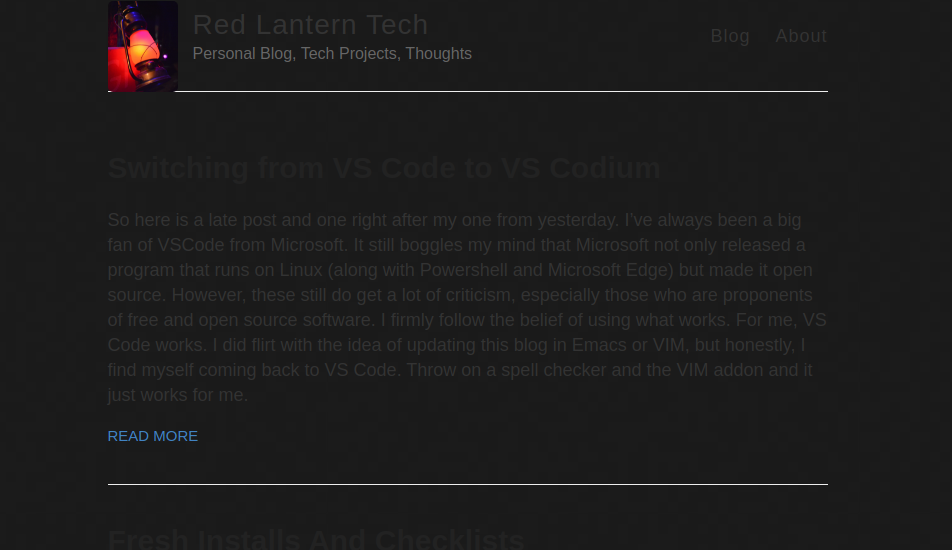 Red Lantern Tech
Personal Blog, Tech Projects, Thoughts
Blog About
Switching from VS Code to VS Codium
So here is a late post and one right after my one from yesterday. I've always been a big
fan of VSCode from Microsoft. It still boggles my mind that Microsoft not only released a
program that runs on Linux (along with Powershell and Microsoft Edge) but made it open
source. However, these still do get a lot of criticism, especially those who are proponents
of free and open source software. I firmly follow the belief of using what works. For me, VS
Code works. I did flirt with the idea of updating this blog in Emacs or VIM, but honestly, I
find myself coming back to VS Code. Throw on a spell checker and the VIM addon and it
just works for me.
READ MORE
Fresh Installs And Checklists